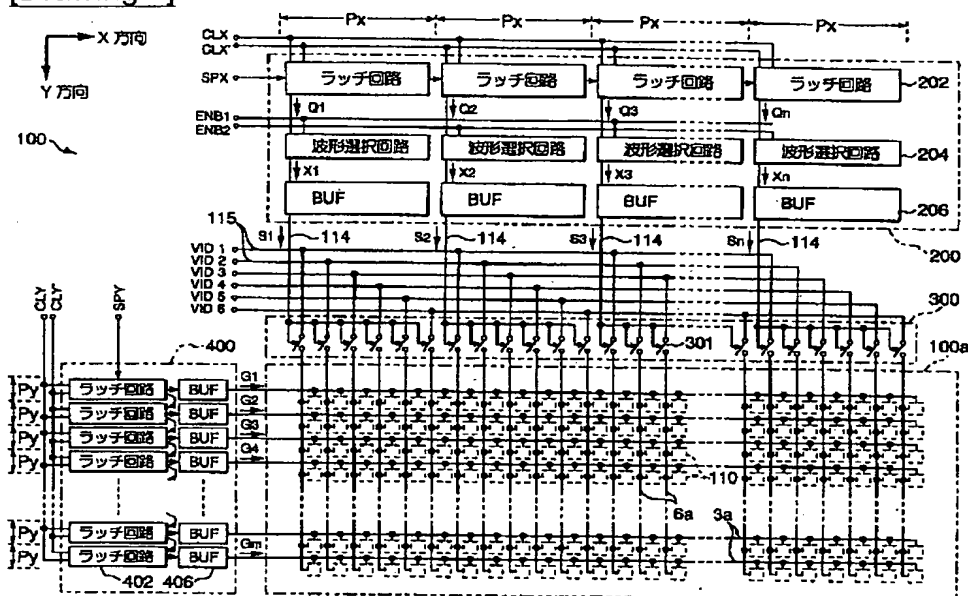 Px Px Px Px
X 方向
Y 方向
100
CLX
CLX'
SPX
ラッチ回路 ラッチ回路 ラッチ回路 ラッチ回路 202
Q1 Q2 Q3 Qn
ENB1
ENB2
波形選択回路 波形選択回路 波形選択回路 波形選択回路 204
X1 X2 X3 Xn
BUF BUF BUF BUF 206
115 S1 114 S2 114 S3 114 Sn 114
200
VID 1
VID 2
VID 3
VID 4
VID 5
VID 6
300
CLY
CLY'
SPY
301
400
100a
Py ラッチ回路 BUF G1
Py ラッチ回路 BUF G2
Py ラッチ回路 BUF G3
Py ラッチ回路 BUF G4
110
6a
3a
Py ラッチ回路 BUF Gm
Py ラッチ回路 BUF
402 406